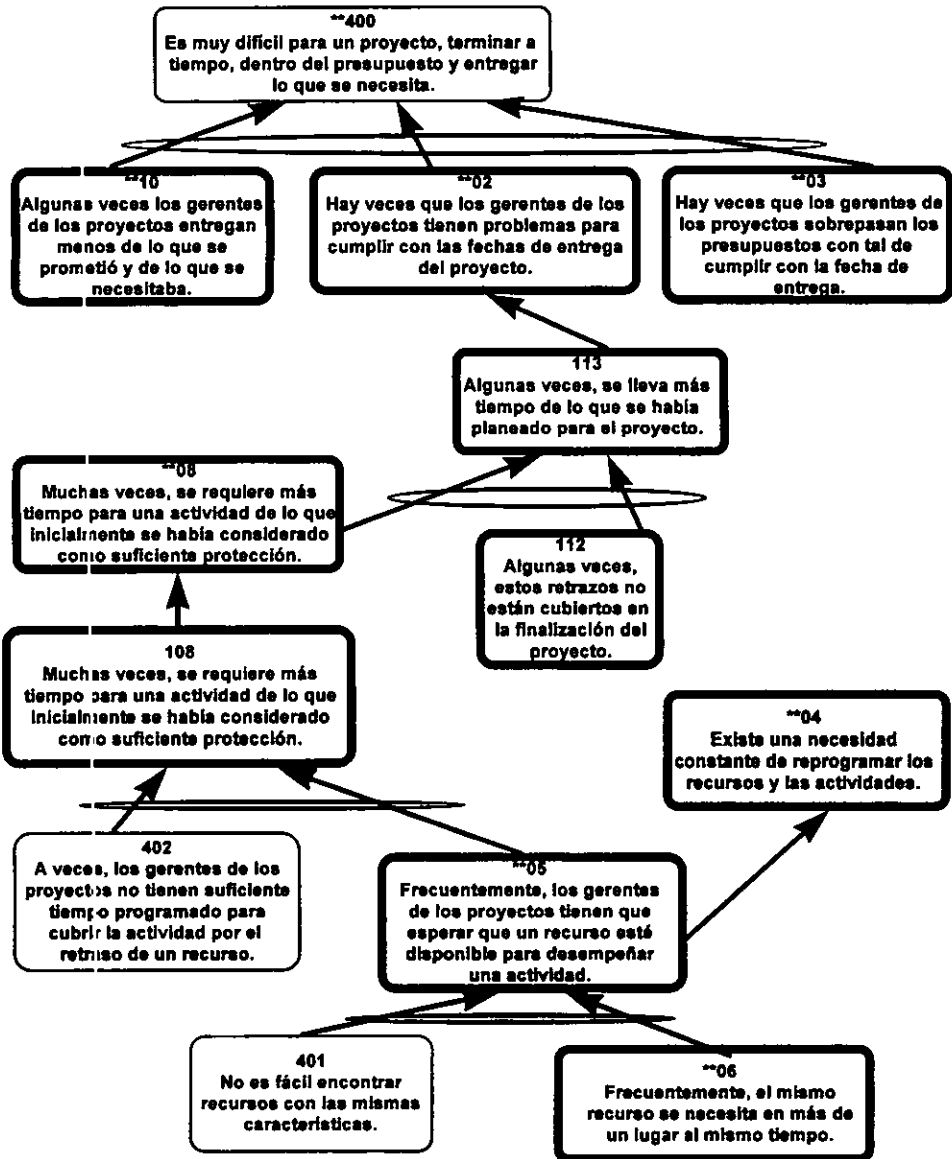 **400
Es muy difícil para un proyecto, terminar a
tiempo, dentro del presupuesto y entregar
lo que se necesita.
**10
Algunas veces los gerentes
de los proyectos entregan
menos de lo que se
prometió y de lo que se
necesitaba.
**02
Hay veces que los gerentes de los
proyectos tienen problemas para
cumplir con las fechas de entrega
del proyecto.
**03
Hay veces que los gerentes de
los proyectos sobrepasan los
presupuestos con tal de
cumplir con la fecha de
entrega.
113
Algunas veces, se lleva más
tiempo de lo que se había
planeado para el proyecto.
**08
Muchas veces, se requiere más
tiempo para una actividad de lo que
inicialmente se había considerado
como suficiente protección.
112
Algunas veces,
estos retrazos no
están cubiertos en
la finalización del
proyecto.
108
Muchas veces, se requiere más
tiempo para una actividad de lo que
inicialmente se había considerado
como suficiente protección.
**04
Existe una necesidad
constante de reprogramar los
recursos y las actividades.
402
A veces, los gerentes de los
proyectos no tienen suficiente
tiempo programado para
cubrir la actividad por el
retraso de un recurso.
**05
Frecuentemente, los gerentes
de los proyectos tienen que
esperar que un recurso esté
disponible para desempeñar
una actividad.
401
No es fácil encontrar
recursos con las mismas
características.
**06
Frecuentemente, el mismo
recurso se necesita en más de
un lugar al mismo tiempo.